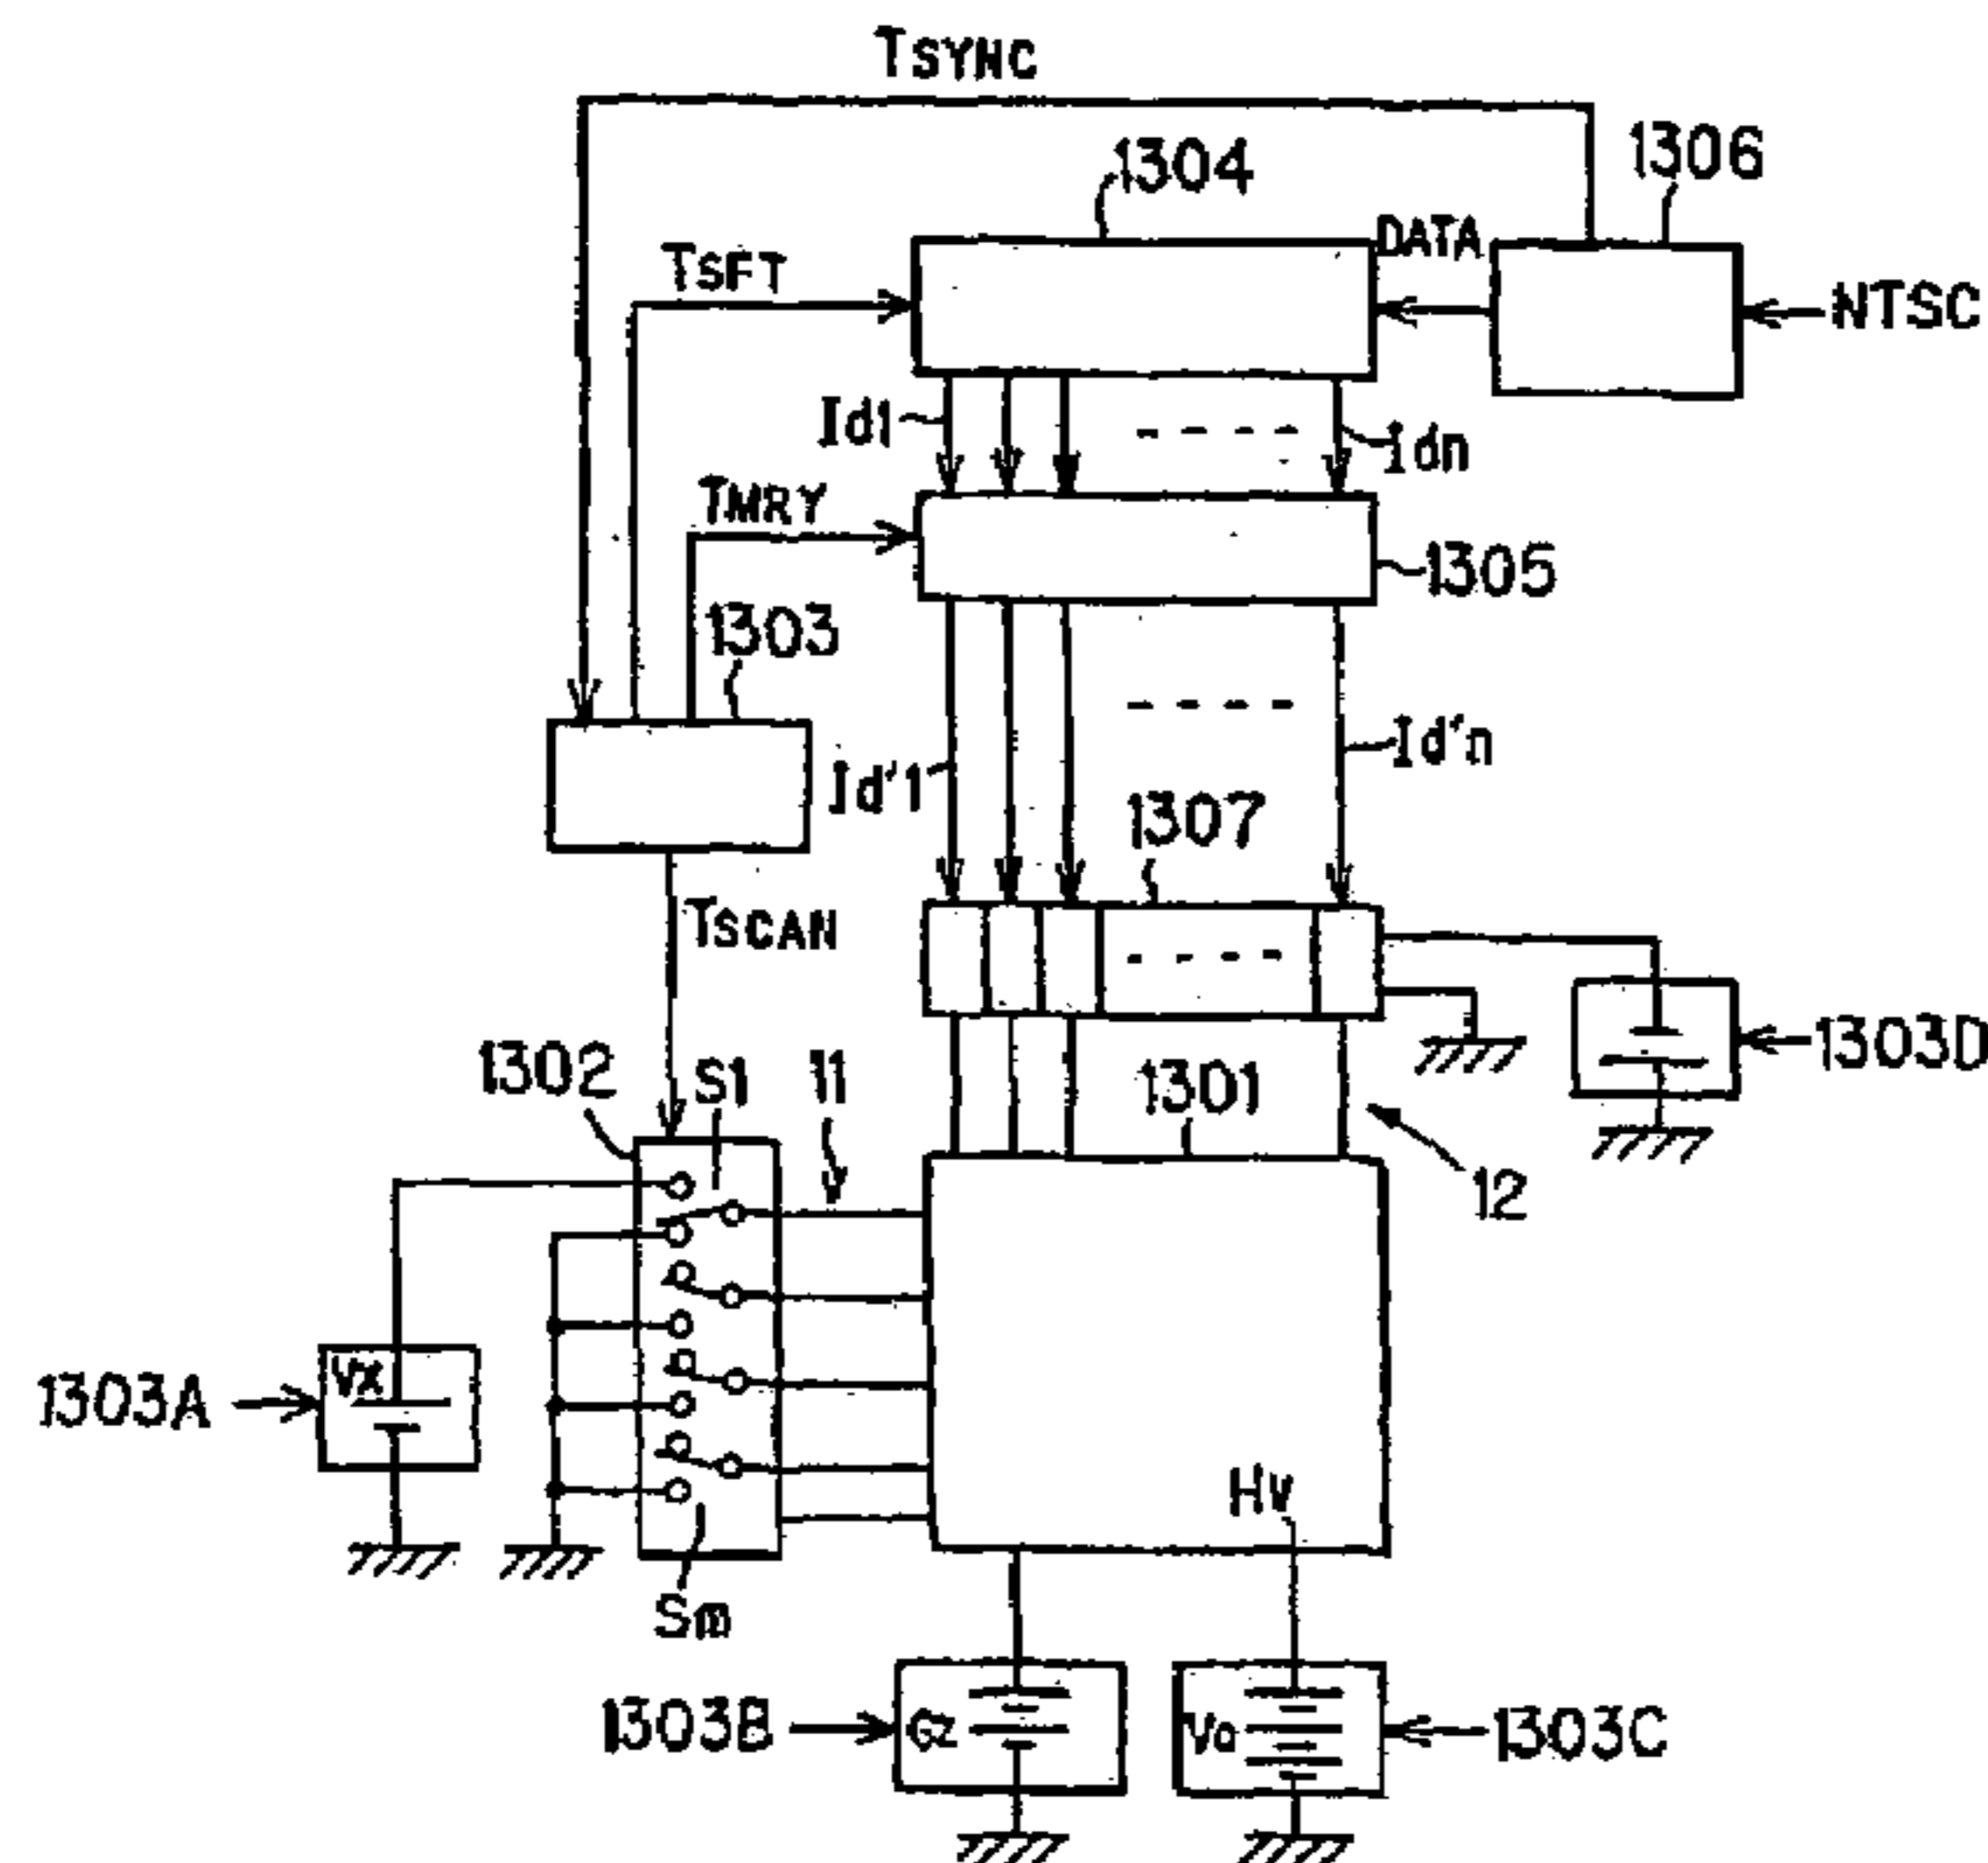 TSYNC
1304
1306
DATA
TSFT
NTSC
Id1
Idn
TMRY
1305
1303
Id'n
Id'1
1307
TSCAN
1303D
1302
S1
11
1301
12
1303A
Vx
Hv
Sm
1303B
Gz
Va
1303C